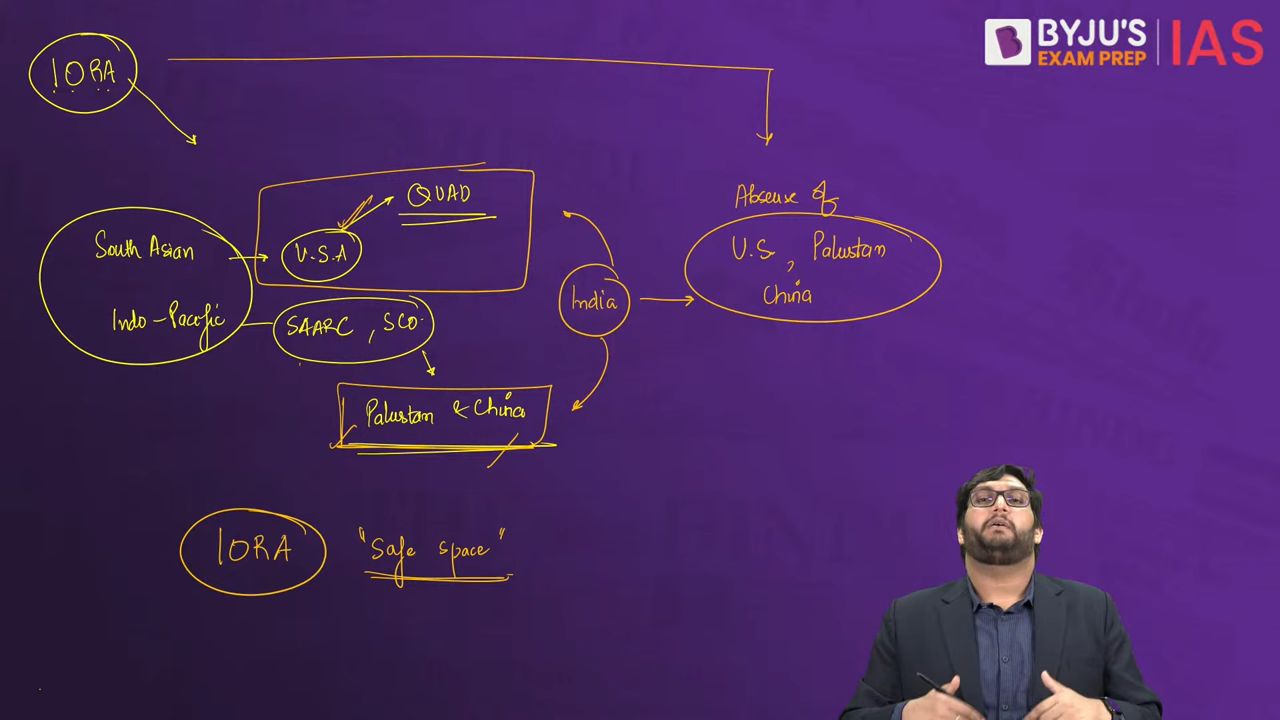 IORA
BYJU'S
EXAM PREP
IAS
QUAD
South Asian
U.S.A
Indo-Pacific
SAARC, SCO.
Pakistan & China
India
Absense of
U.S, Pakistan
China
IORA "Safe space"